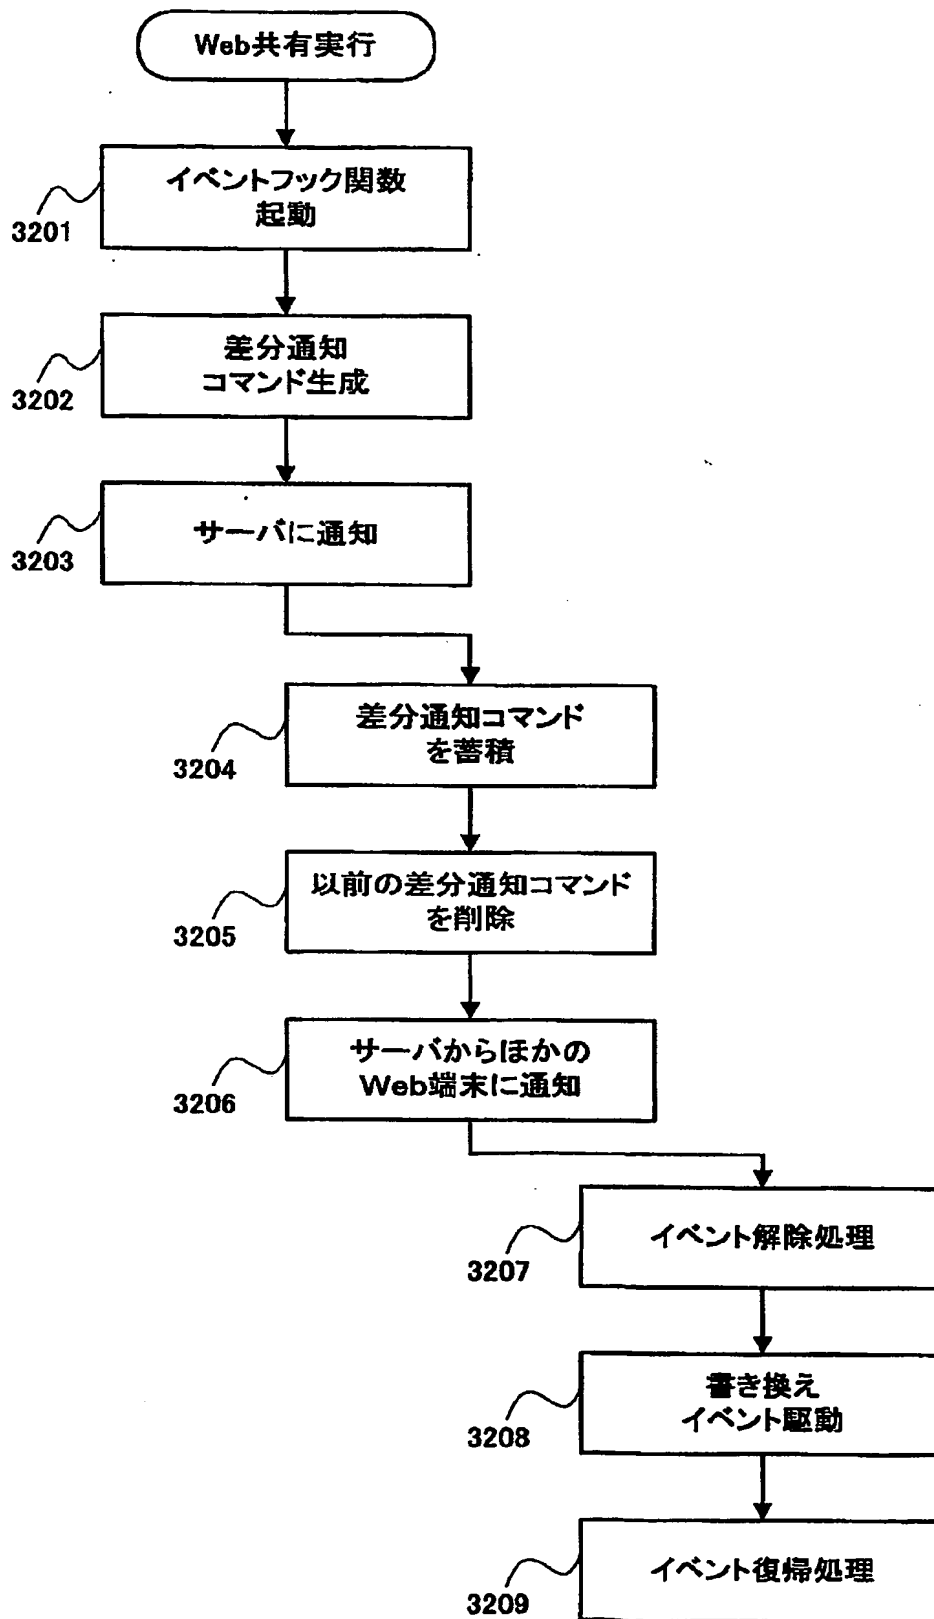 Web共有実行
イベントフック関数
起動
3201
差分通知
コマンド生成
3202
サーバに通知
3203
差分通知コマンド
を蓄積
3204
以前の差分通知コマンド
を削除
3205
サーバからほかの
Web端末に通知
3206
イベント解除処理
3207
書き換え
イベント駆動
3208
イベント復帰処理
3209